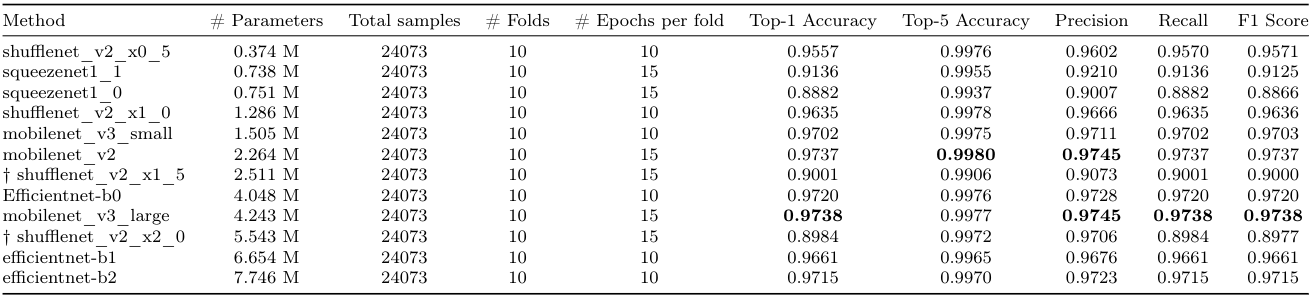 Method # Parameters Total samples # Folds # Epochs per fold Top-1 Accuracy Top-5 Accuracy Precision Recall F1 Score
shufflenet_v2_x0_5 0.374 M 24073 10 10 0.9557 0.9976 0.9602 0.9570 0.9571
squeezenet1_1 0.738 M 24073 10 15 0.9136 0.9955 0.9210 0.9136 0.9125
squeezenet1_0 0.751 M 24073 10 15 0.8882 0.9937 0.9007 0.8882 0.8866
shufflenet_v2_x1_0 1.286 M 24073 10 10 0.9635 0.9978 0.9666 0.9635 0.9636
mobilenet_v3_small 1.505 M 24073 10 10 0.9702 0.9975 0.9711 0.9702 0.9703
mobilenet_v2 2.264 M 24073 10 15 0.9737 0.9980 0.9745 0.9737 0.9737
† shufflenet_v2_x1_5 2.511 M 24073 10 15 0.9001 0.9906 0.9073 0.9001 0.9000
Efficientnet-b0 4.048 M 24073 10 10 0.9720 0.9976 0.9728 0.9720 0.9720
mobilenet_v3_large 4.243 M 24073 10 15 0.9738 0.9977 0.9745 0.9738 0.9738
† shufflenet_v2_x2_0 5.543 M 24073 10 15 0.8984 0.9972 0.9706 0.8984 0.8977
efficientnet-b1 6.654 M 24073 10 10 0.9661 0.9965 0.9676 0.9661 0.9661
efficientnet-b2 7.746 M 24073 10 10 0.9715 0.9970 0.9723 0.9715 0.9715